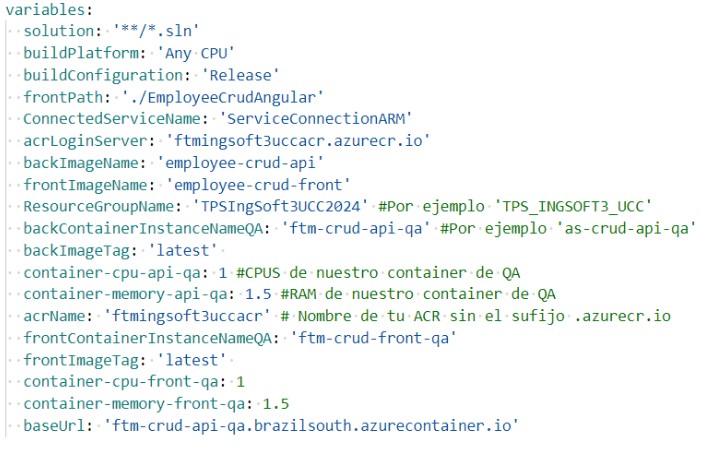 variables:
solution: '**/*.sln'
buildPlatform: 'Any CPU'
buildConfiguration: 'Release'
frontPath: './EmployeeCrudAngular'
ConnectedServiceName: 'ServiceConnectionARM'
acrLoginServer: 'ftmingsoft3uccacr.azurecr.io'
backImageName: 'employee-crud-api'
frontImageName: 'employee-crud-front'
ResourceGroupName: 'TPSIngSoft3UCC2024' #Por ejemplo 'TPS_INGSOFT3_UCC'
backContainerInstanceNameQA: 'ftm-crud-api-qa' #Por ejemplo 'as-crud-api-qa'
backImageTag: 'latest'
container-cpu-api-qa: 1 #CPUS de nuestro container de QA
container-memory-api-qa: 1.5 #RAM de nuestro container de QA
acrName: 'ftmingsoft3uccacr' # Nombre de tu ACR sin el sufijo .azurecr.io
frontContainerInstanceNameQA: 'ftm-crud-front-qa'
frontImageTag: 'latest'
container-cpu-front-qa: 1
container-memory-front-qa: 1.5
baseUrl: 'ftm-crud-api-qa.brazilsouth.azurecontainer.io'